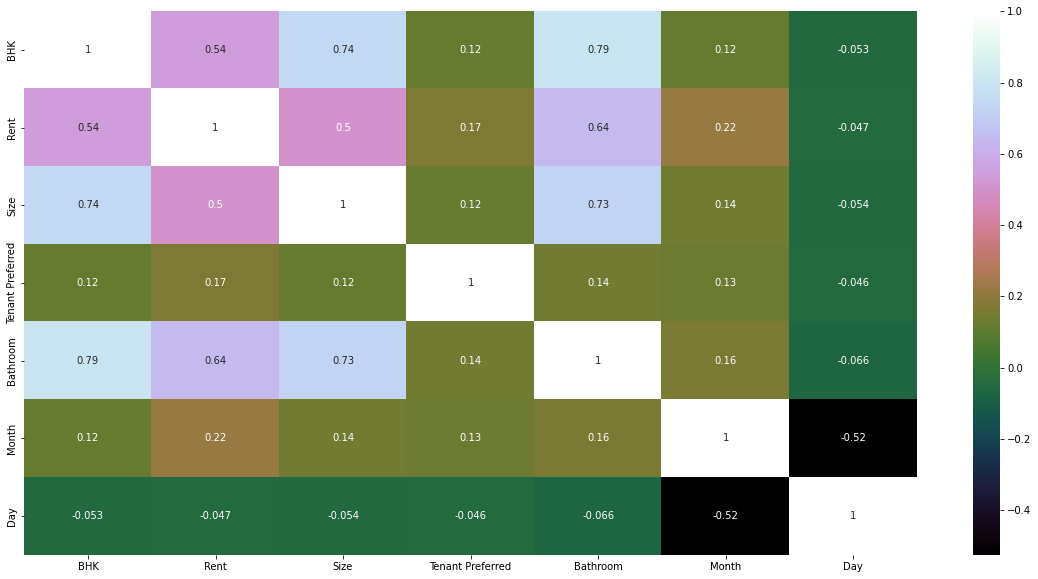 BHK 1 0.54 0.74 0.12 0.79 0.12 -0.053
Rent 0.54 1 0.5 0.17 0.64 0.22 -0.047
Size 0.74 0.5 1 0.12 0.73 0.14 -0.054
Tenant Preferred 0.12 0.17 0.12 1 0.14 0.13 -0.046
Bathroom 0.79 0.64 0.73 0.14 1 0.16 -0.066
Month 0.12 0.22 0.14 0.13 0.16 1 -0.52
Day -0.053 -0.047 -0.054 -0.046 -0.066 -0.52 1
BHK Rent Size Tenant Preferred Bathroom Month Day
1.0
0.8
0.6
0.4
0.2
0.0
−0.2
−0.4